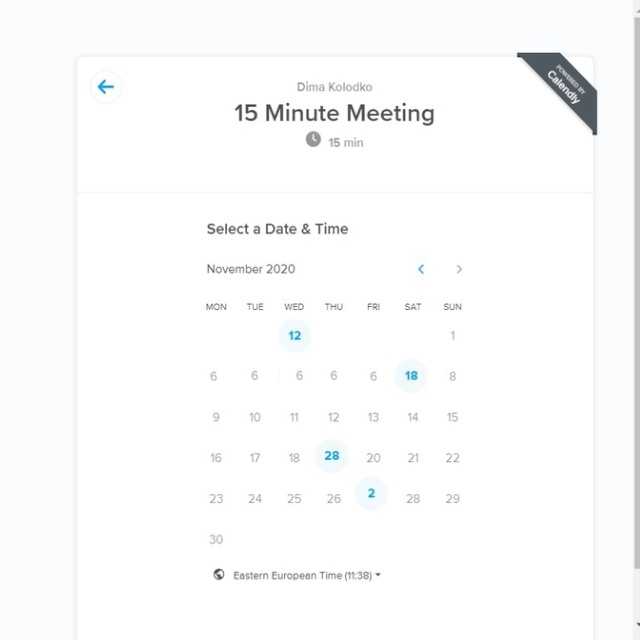 POWERED BY
Calendly
Dima Kolodko
15 Minute Meeting
15 min
Select a Date & Time
November 2020
MON TUE WED THU FRI SAT SUN
12 1
6 6 6 6 6 18 8
9 10 11 12 13 14 15
16 17 18 28 20 21 22
23 24 25 26 2 28 29
30
Eastern European Time (11:38)